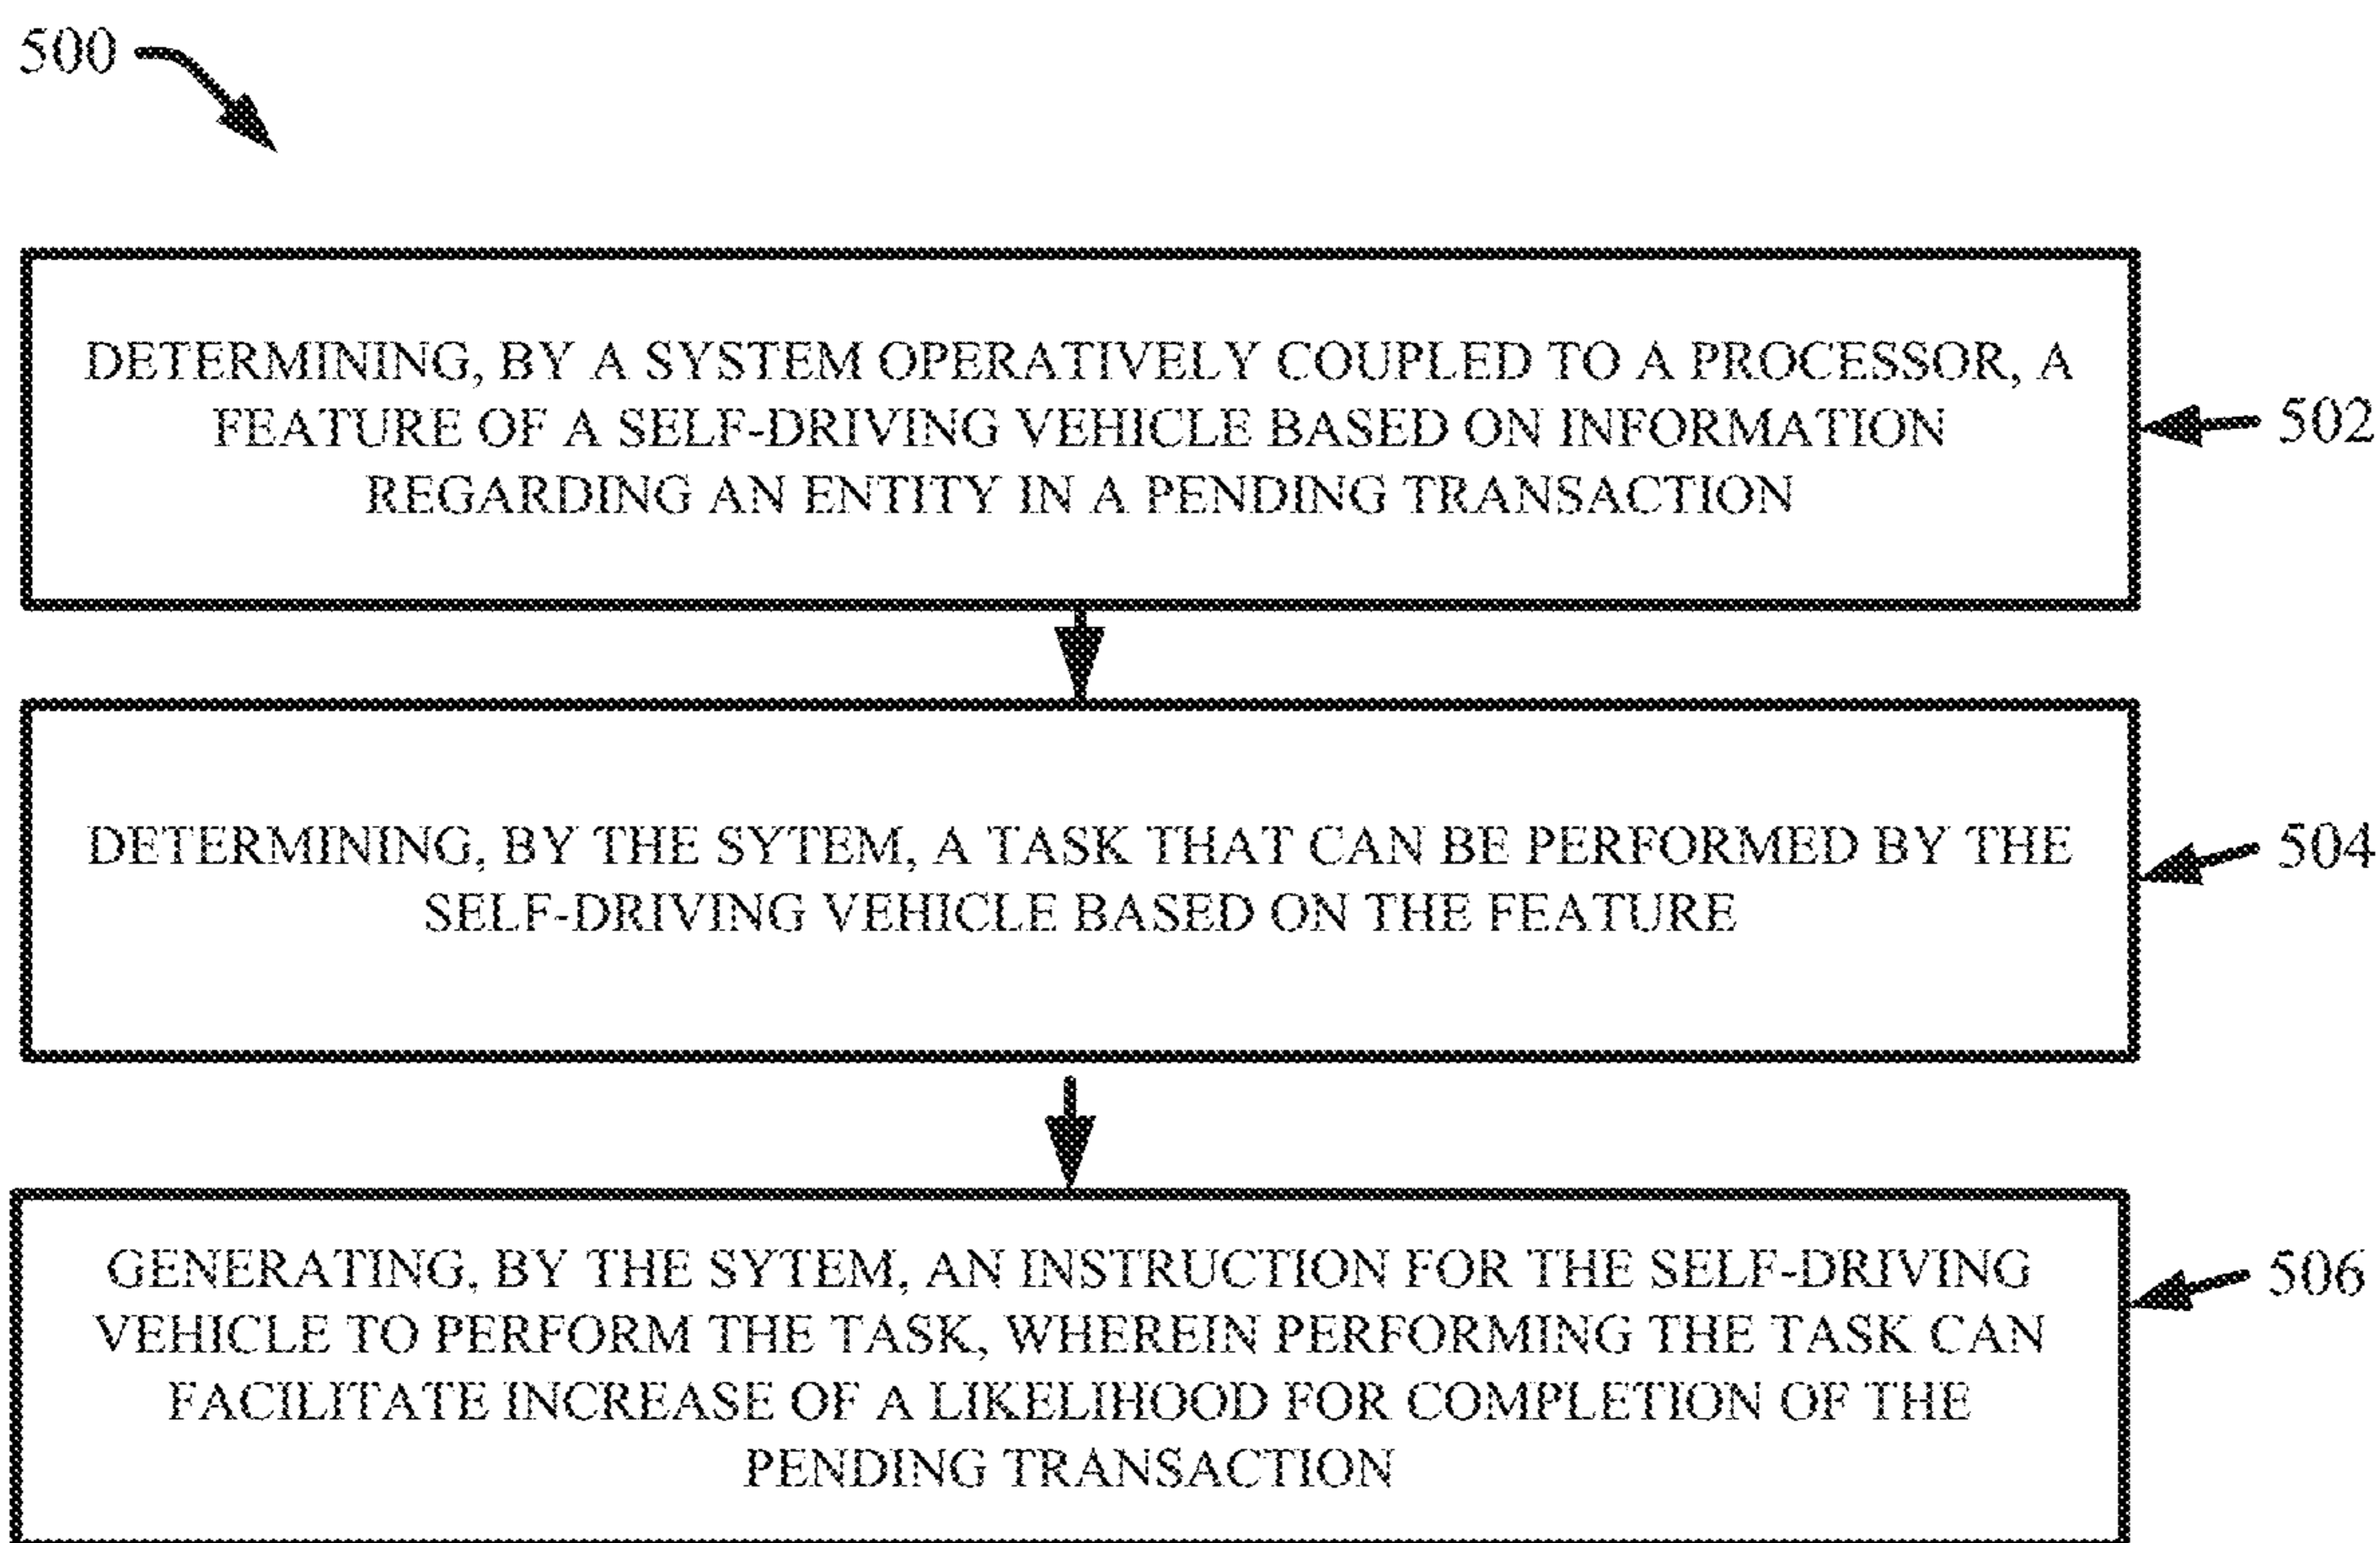 500
DETERMINING, BY A SYSTEM OPERATIVELY COUPLED TO A PROCESSOR, A
FEATURE OF A SELF-DRIVING VEHICLE BASED ON INFORMATION
REGARDING AN ENTITY IN A PENDING TRANSACTION
502
DETERMINING, BY THE SYTEM, A TASK THAT CAN BE PERFORMED BY THE
SELF-DRIVING VEHICLE BASED ON THE FEATURE
504
GENERATING, BY THE SYTEM, AN INSTRUCTION FOR THE SELF-DRIVING
VEHICLE TO PERFORM THE TASK, WHEREIN PERFORMING THE TASK CAN
FACILITATE INCREASE OF A LIKELIHOOD FOR COMPLETION OF THE
PENDING TRANSACTION
506